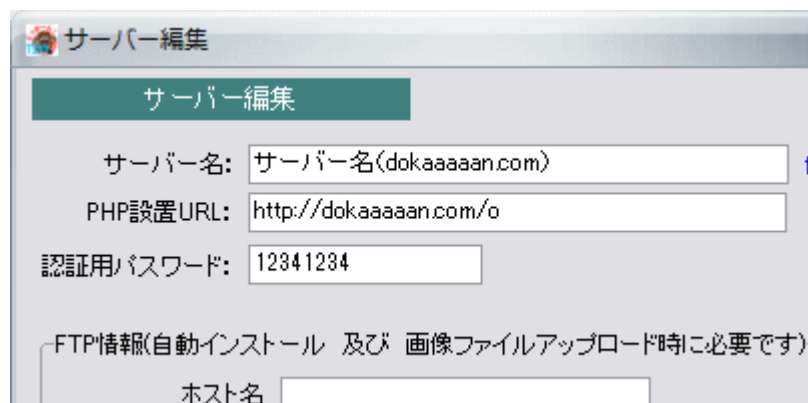 サーバー編集
サーバー編集
サーバー名: サーバー名(dokaaaaan.com)
PHP設置URL: http://dokaaaaan.com/o
認証用パスワード: 12341234
FTP情報(自動インストール 及び 画像ファイルアップロード時に必要です)
ホスト名